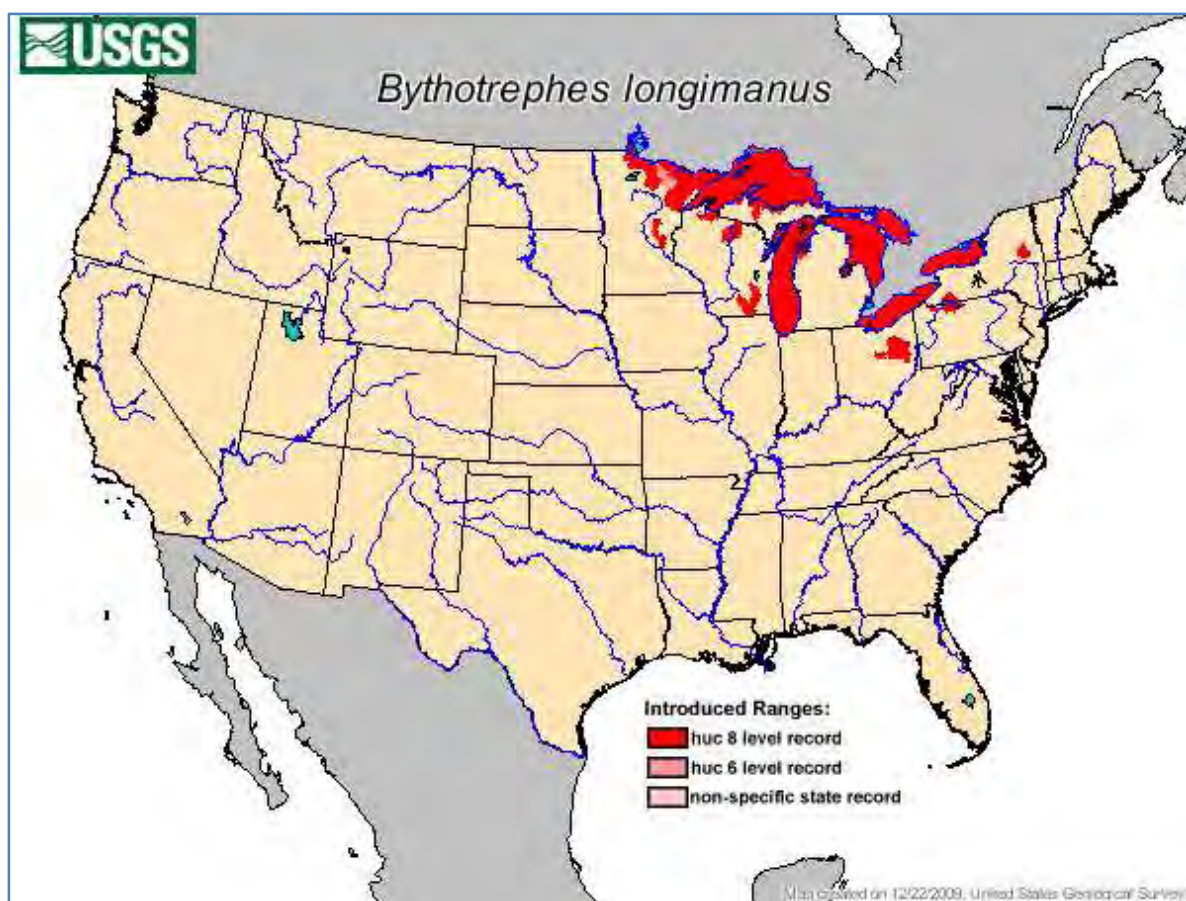 USGS
Bythotrephes longimanus
Introduced Ranges:
huc 8 level record
huc 6 level record
non-specific state record
Map created on 12/22/2009, United States Geological Survey